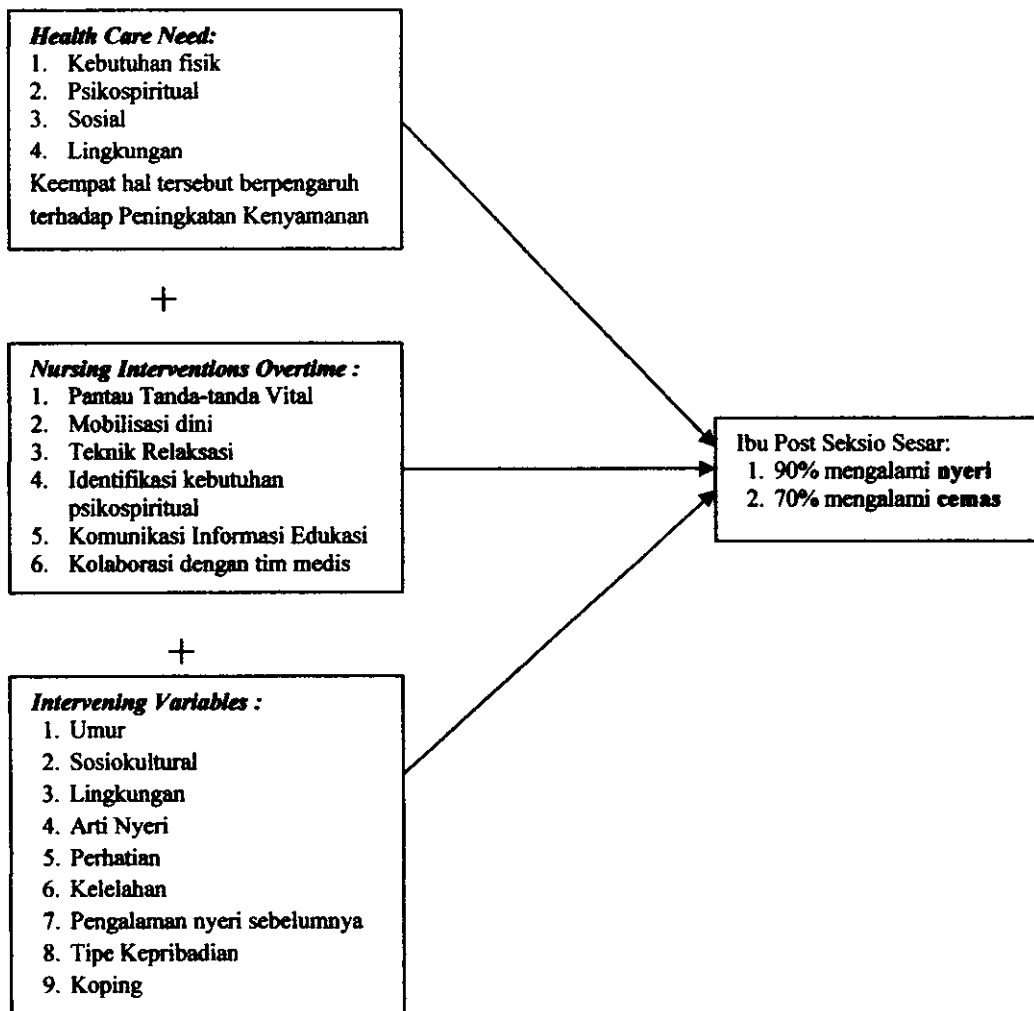 Health Care Need:
1. Kebutuhan fisik
2. Psikospiritual
3. Sosial
4. Lingkungan
Keempat hal tersebut berpengaruh
terhadap Peningkatan Kenyamanan
+
Nursing Interventions Overtime :
1. Pantau Tanda-tanda Vital
2. Mobilisasi dini
3. Teknik Relaksasi
4. Identifikasi kebutuhan
psikospiritual
5. Komunikasi Informasi Edukasi
6. Kolaborasi dengan tim medis
+
Intervening Variables :
1. Umur
2. Sosiokultural
3. Lingkungan
4. Arti Nyeri
5. Perhatian
6. Kelelahan
7. Pengalaman nyeri sebelumnya
8. Tipe Kepribadian
9. Koping
Ibu Post Seksio Sesar:
1. 90% mengalami nyeri
2. 70% mengalami cemas